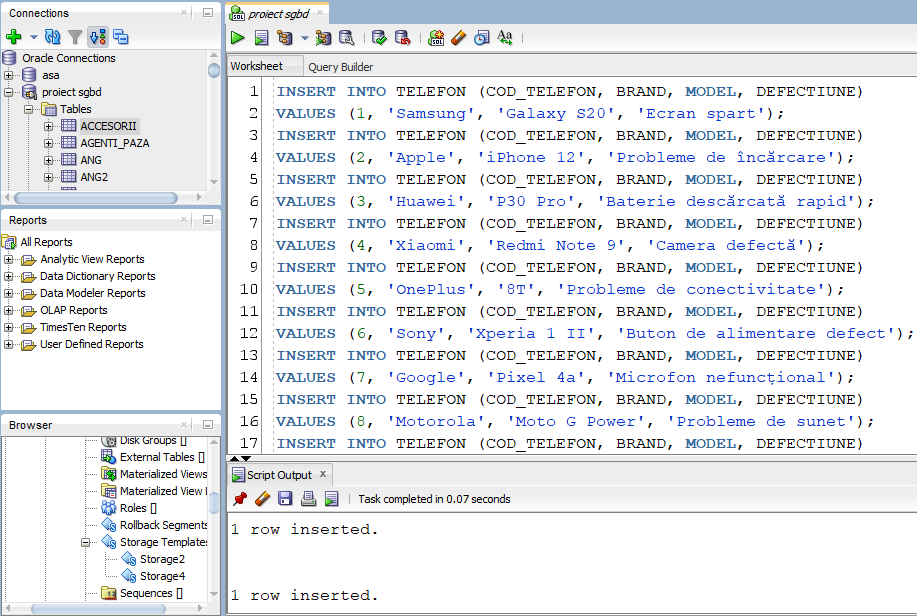 Connections
Oracle Connections
asa
proiect sgbd
Tables
ACCESORII
AGENTI_PAZA
ANG
ANG2
Reports
All Reports
Analytic View Reports
Data Dictionary Reports
Data Modeler Reports
OLAP Reports
TimesTen Reports
User Defined Reports
Browser
Disk Groups []
External Tables []
Materialized Views
Materialized View
Roles []
Rollback Segments
Storage Templates
Storage2
Storage4
Sequences []
proiect sgbd
Worksheet Query Builder
1 INSERT INTO TELEFON (COD_TELEFON, BRAND, MODEL, DEFECTIUNE)
2 VALUES (1, 'Samsung', 'Galaxy S20', 'Ecran spart');
3 INSERT INTO TELEFON (COD_TELEFON, BRAND, MODEL, DEFECTIUNE)
4 VALUES (2, 'Apple', 'iPhone 12', 'Probleme de încărcare');
5 INSERT INTO TELEFON (COD_TELEFON, BRAND, MODEL, DEFECTIUNE)
6 VALUES (3, 'Huawei', 'P30 Pro', 'Baterie descărcată rapid');
7 INSERT INTO TELEFON (COD_TELEFON, BRAND, MODEL, DEFECTIUNE)
8 VALUES (4, 'Xiaomi', 'Redmi Note 9', 'Camera defectă');
9 INSERT INTO TELEFON (COD_TELEFON, BRAND, MODEL, DEFECTIUNE)
10 VALUES (5, 'OnePlus', '8T', 'Probleme de conectivitate');
11 INSERT INTO TELEFON (COD_TELEFON, BRAND, MODEL, DEFECTIUNE)
12 VALUES (6, 'Sony', 'Xperia 1 II', 'Buton de alimentare defect');
13 INSERT INTO TELEFON (COD_TELEFON, BRAND, MODEL, DEFECTIUNE)
14 VALUES (7, 'Google', 'Pixel 4a', 'Microfon nefuncțional');
15 INSERT INTO TELEFON (COD_TELEFON, BRAND, MODEL, DEFECTIUNE)
16 VALUES (8, 'Motorola', 'Moto G Power', 'Probleme de sunet');
17 INSERT INTO TELEFON (COD_TELEFON, BRAND, MODEL, DEFECTIUNE)
Script Output
Task completed in 0.07 seconds
1 row inserted.
1 row inserted.